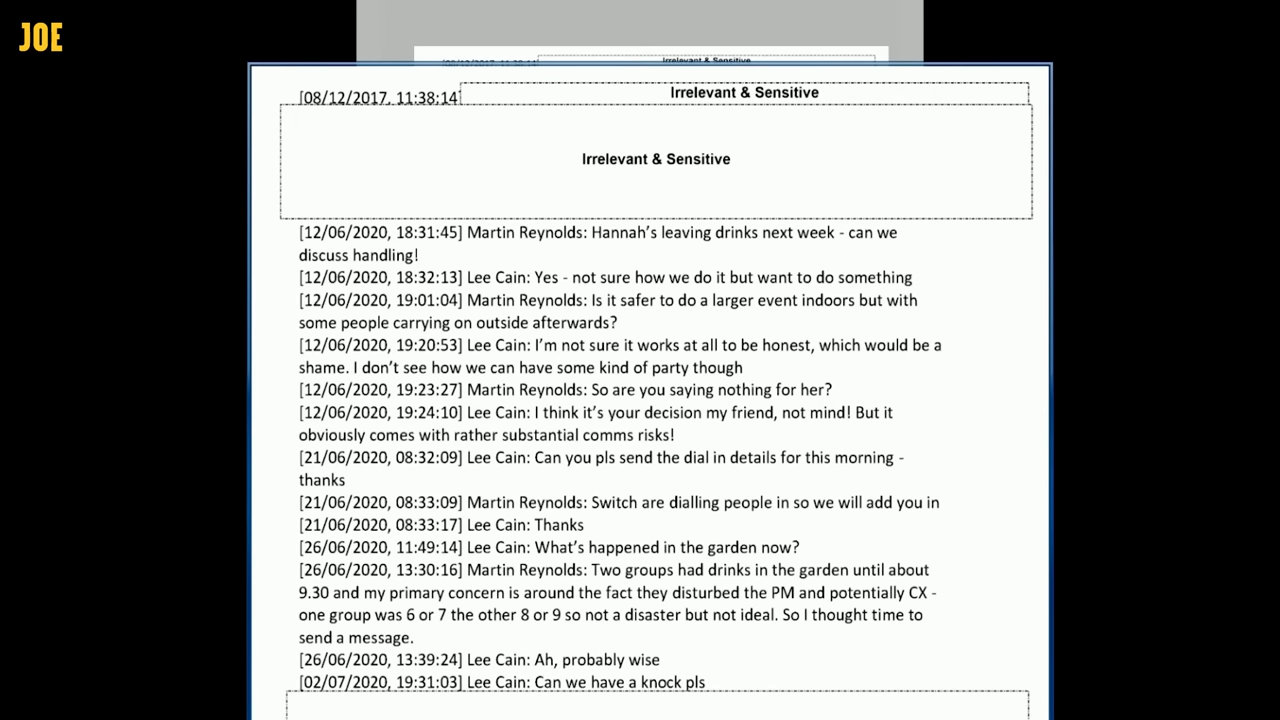 JOE
Irrelevant & Sensitive
[08/12/2017, 11:38:14] Irrelevant & Sensitive
Irrelevant & Sensitive
[12/06/2020, 18:31:45] Martin Reynolds: Hannah's leaving drinks next week - can we
discuss handling!
[12/06/2020, 18:32:13] Lee Cain: Yes - not sure how we do it but want to do something
[12/06/2020, 19:01:04] Martin Reynolds: Is it safer to do a larger event indoors but with
some people carrying on outside afterwards?
[12/06/2020, 19:20:53] Lee Cain: I'm not sure it works at all to be honest, which would be a
shame. I don't see how we can have some kind of party though
[12/06/2020, 19:23:27] Martin Reynolds: So are you saying nothing for her?
[12/06/2020, 19:24:10] Lee Cain: I think it's your decision my friend, not mind! But it
obviously comes with rather substantial comms risks!
[21/06/2020, 08:32:09] Lee Cain: Can you pls send the dial in details for this morning -
thanks
[21/06/2020, 08:33:09] Martin Reynolds: Switch are dialling people in so we will add you in
[21/06/2020, 08:33:17] Lee Cain: Thanks
[26/06/2020, 11:49:14] Lee Cain: What's happened in the garden now?
[26/06/2020, 13:30:16] Martin Reynolds: Two groups had drinks in the garden until about
9.30 and my primary concern is around the fact they disturbed the PM and potentially CX -
one group was 6 or 7 the other 8 or 9 so not a disaster but not ideal. So I thought time to
send a message.
[26/06/2020, 13:39:24] Lee Cain: Ah, probably wise
[02/07/2020, 19:31:03] Lee Cain: Can we have a knock pls